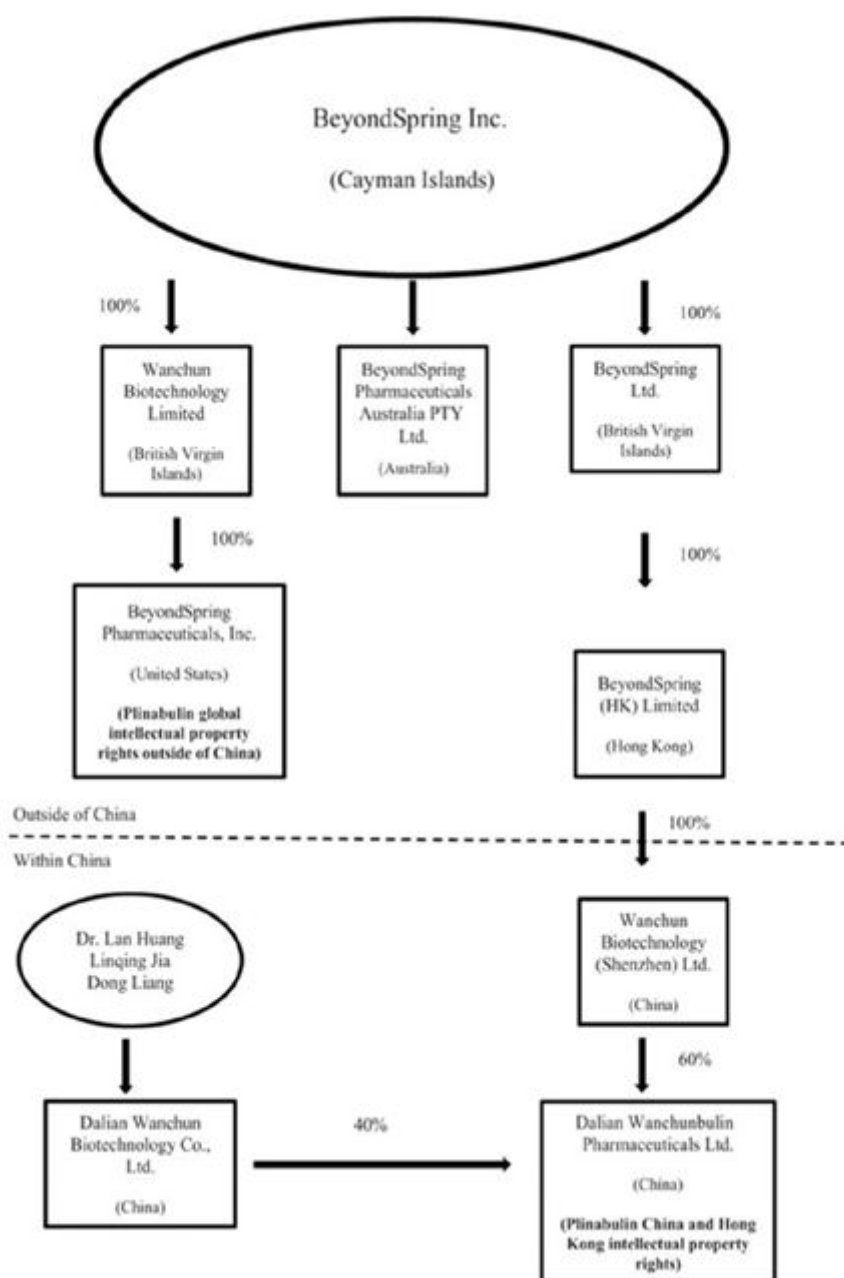 BeyondSpring Inc.
(Cayman Islands)
100%
100%
Wanchun
Biotechnology
Limited
(British Virgin
Islands)
BeyondSpring
Pharmaceuticals
Australia PTY
Ltd.
(Australia)
BeyondSpring
Ltd.
(British Virgin
Islands)
100%
100%
BeyondSpring
Pharmaceuticals, Inc.
(United States)
(Plinabulin global
intellectual property
rights outside of China)
BeyondSpring
(HK) Limited
(Hong Kong)
Outside of China
100%
Within China
Dr. Lan Huang
Linqing Jia
Dong Liang
Wanchun
Biotechnology
(Shenzhen) Ltd.
(China)
60%
Dalian Wanchun
Biotechnology Co.,
Ltd.
(China)
40%
Dalian Wanchunbulin
Pharmaceuticals Ltd.
(China)
(Plinabulin China and Hong
Kong intellectual property
rights)